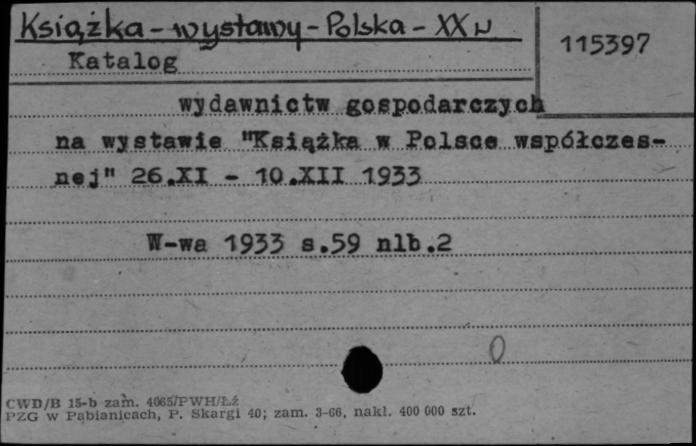 Książka - wystawy - Polska - XX w
115397
Katalog
wydawnictw gospodarczych
na wystawie "Książka w Polsce współczes-
nej" 26.XI - 10.XII 1933
W-wa 1933 s.59 nlb.2
0
CWD/B 15-b zam. 4065/PWH/Łź
PZG w Pabianicach, P. Skargi 40; zam. 3-66, nakl. 400 000 szt.